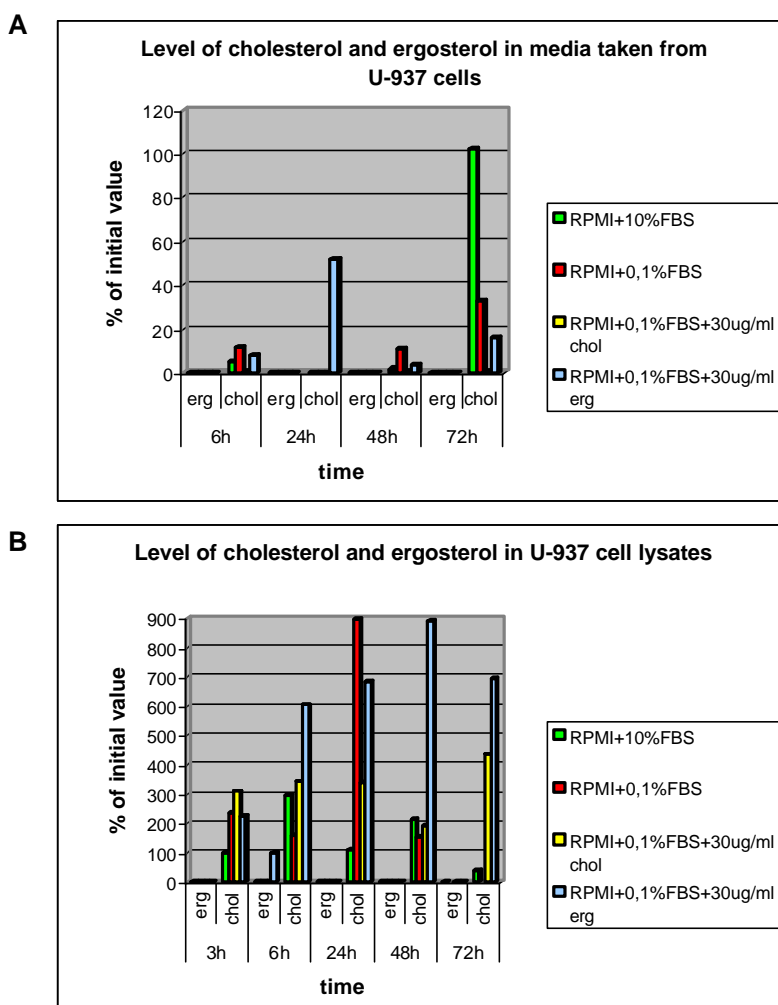 A
Level of cholesterol and ergosterol in media taken from
U-937 cells
120
100
80
60
40
20
0
% of initial value
erg chol erg chol erg chol erg chol
6h 24h 48h 72h
time
RPMI+10%FBS
RPMI+0,1%FBS
RPMI+0,1%FBS+30ug/ml
chol
RPMI+0,1%FBS+30ug/ml
erg
B
Level of cholesterol and ergosterol in U-937 cell lysates
900
800
700
600
500
400
300
200
100
0
% of initial value
erg chol erg chol erg chol erg chol erg chol
3h 6h 24h 48h 72h
time
RPMI+10%FBS
RPMI+0,1%FBS
RPMI+0,1%FBS+30ug/ml
chol
RPMI+0,1%FBS+30ug/ml
erg